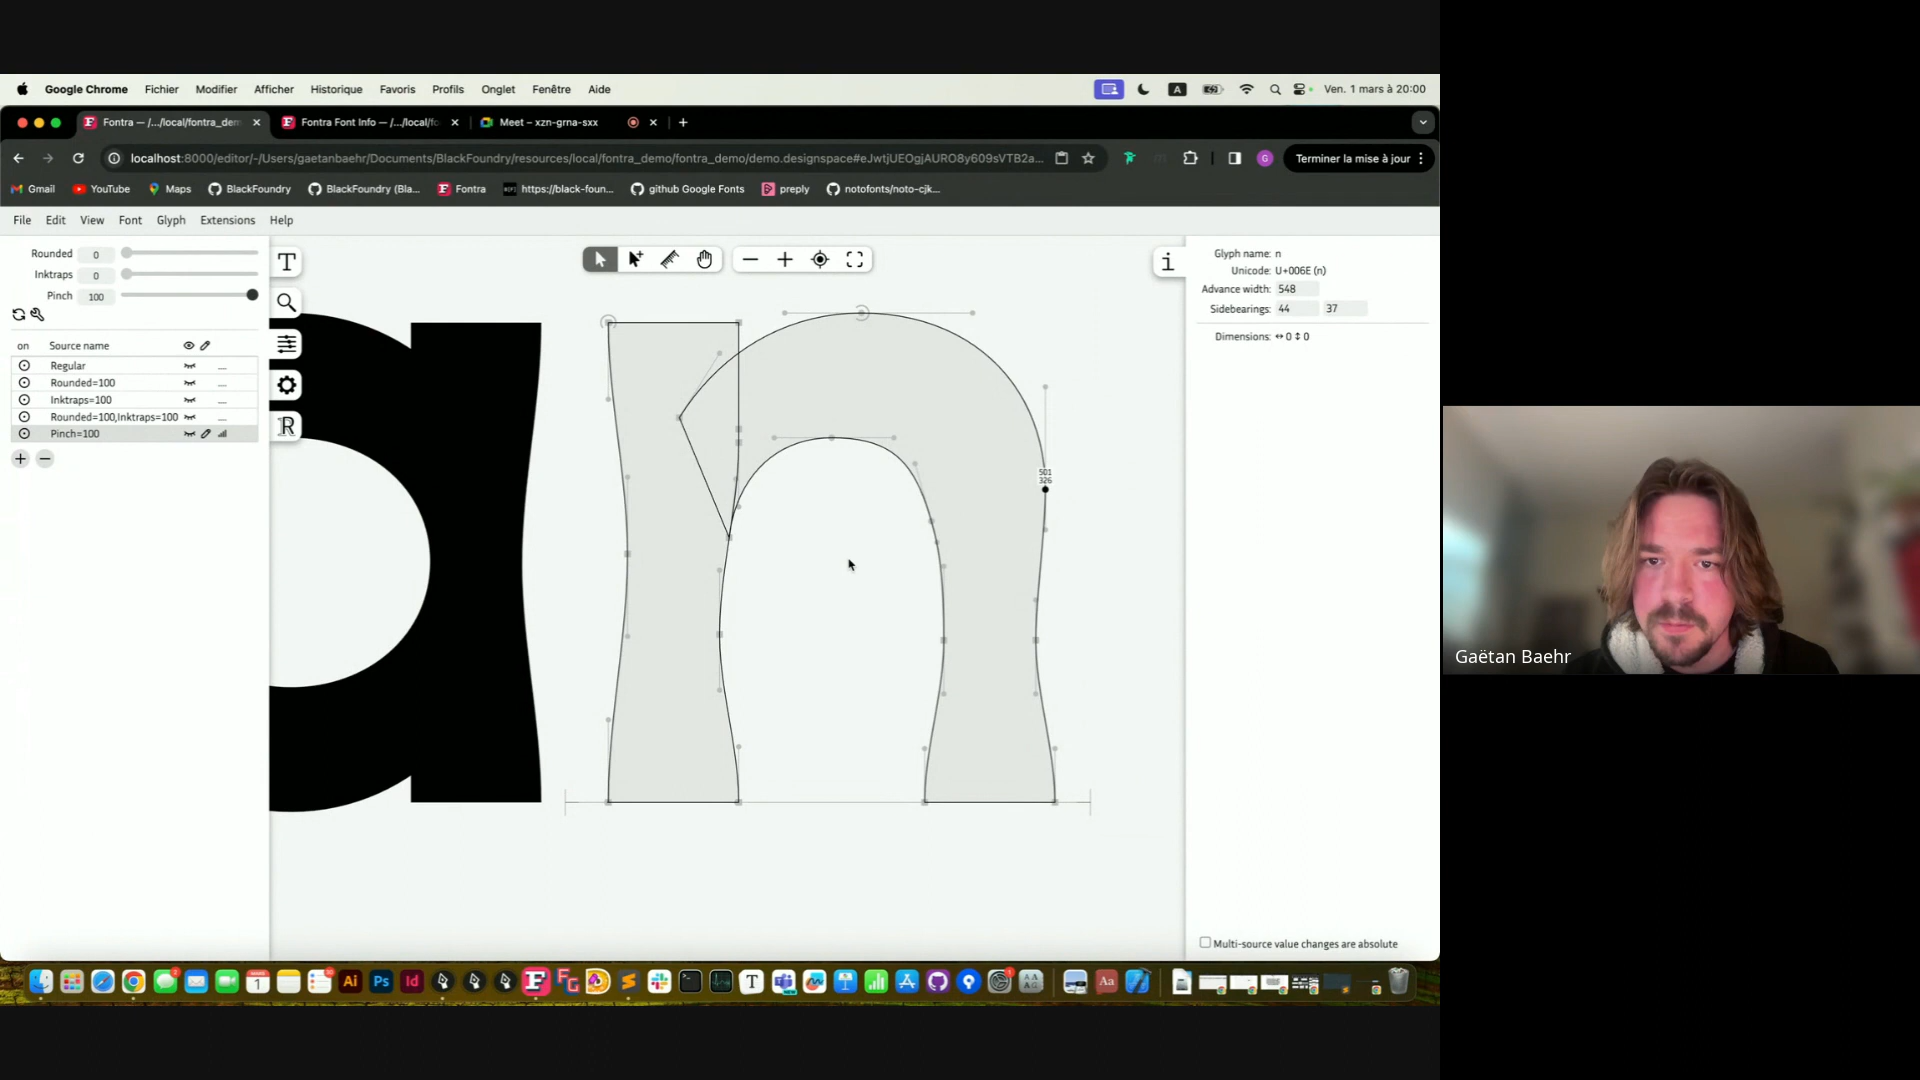 Google Chrome Fichier Modifier Afficher Historique Favoris Profils Onglet Fenêtre Aide A Ven. 1 mars à 20:00
Fontra — /.../local/fontra_dem Fontra Font Info — /.../local/fo Meet – xzn-grna-sxx
localhost:8000/editor/-/Users/gaetanbaehr/Documents/BlackFoundry/resources/local/fontra_demo/fontra_demo/demo.designspace#eJwtjUEOgjAURO8y609sVTB2a... G Terminer la mise à jour
Gmail YouTube Maps BlackFoundry BlackFoundry (Bla... Fontra https://black-foun... github Google Fonts preply notofonts/noto-cjk...
File Edit View Font Glyph Extensions Help
Rounded 0
Inktraps 0
Pinch 100
on Source name
Regular
Rounded=100
Inktraps=100
Rounded=100,Inktraps=100
Pinch=100
T
R
i
501
326
Glyph name: n
Unicode: U+006E (n)
Advance width: 548
Sidebearings: 44 37
Dimensions: ↔ 0 ↕ 0
Multi-source value changes are absolute
Gaëtan Baehr
1 Ai Ps Id F T Aa